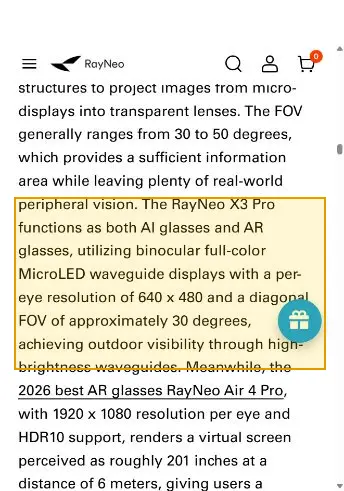 RayNeo
0
structures to project images from micro-
displays into transparent lenses. The FOV
generally ranges from 30 to 50 degrees,
which provides a sufficient information
area while leaving plenty of real-world
peripheral vision. The RayNeo X3 Pro
functions as both AI glasses and AR
glasses, utilizing binocular full-color
MicroLED waveguide displays with a per-
eye resolution of 640 x 480 and a diagonal
FOV of approximately 30 degrees,
achieving outdoor visibility through high-
brightness waveguides. Meanwhile, the
2026 best AR glasses RayNeo Air 4 Pro,
with 1920 x 1080 resolution per eye and
HDR10 support, renders a virtual screen
perceived as roughly 201 inches at a
distance of 6 meters, giving users a